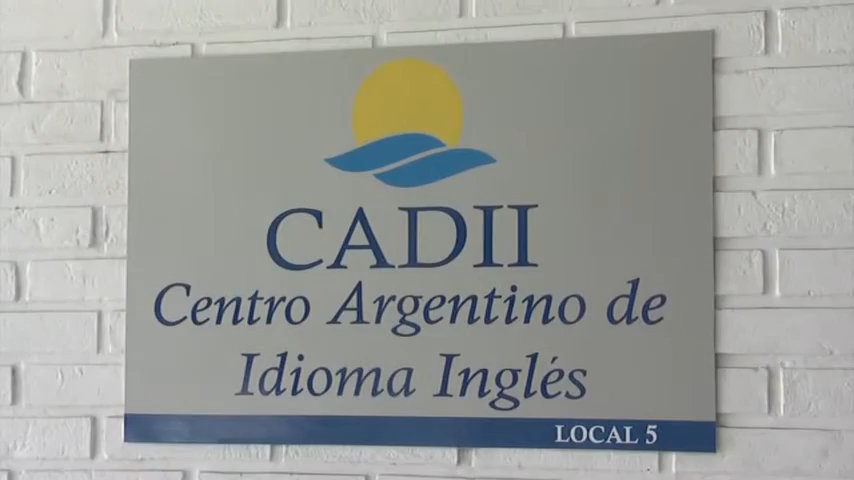 CADII
Centro Argentino de
Idioma Inglés
LOCAL 5